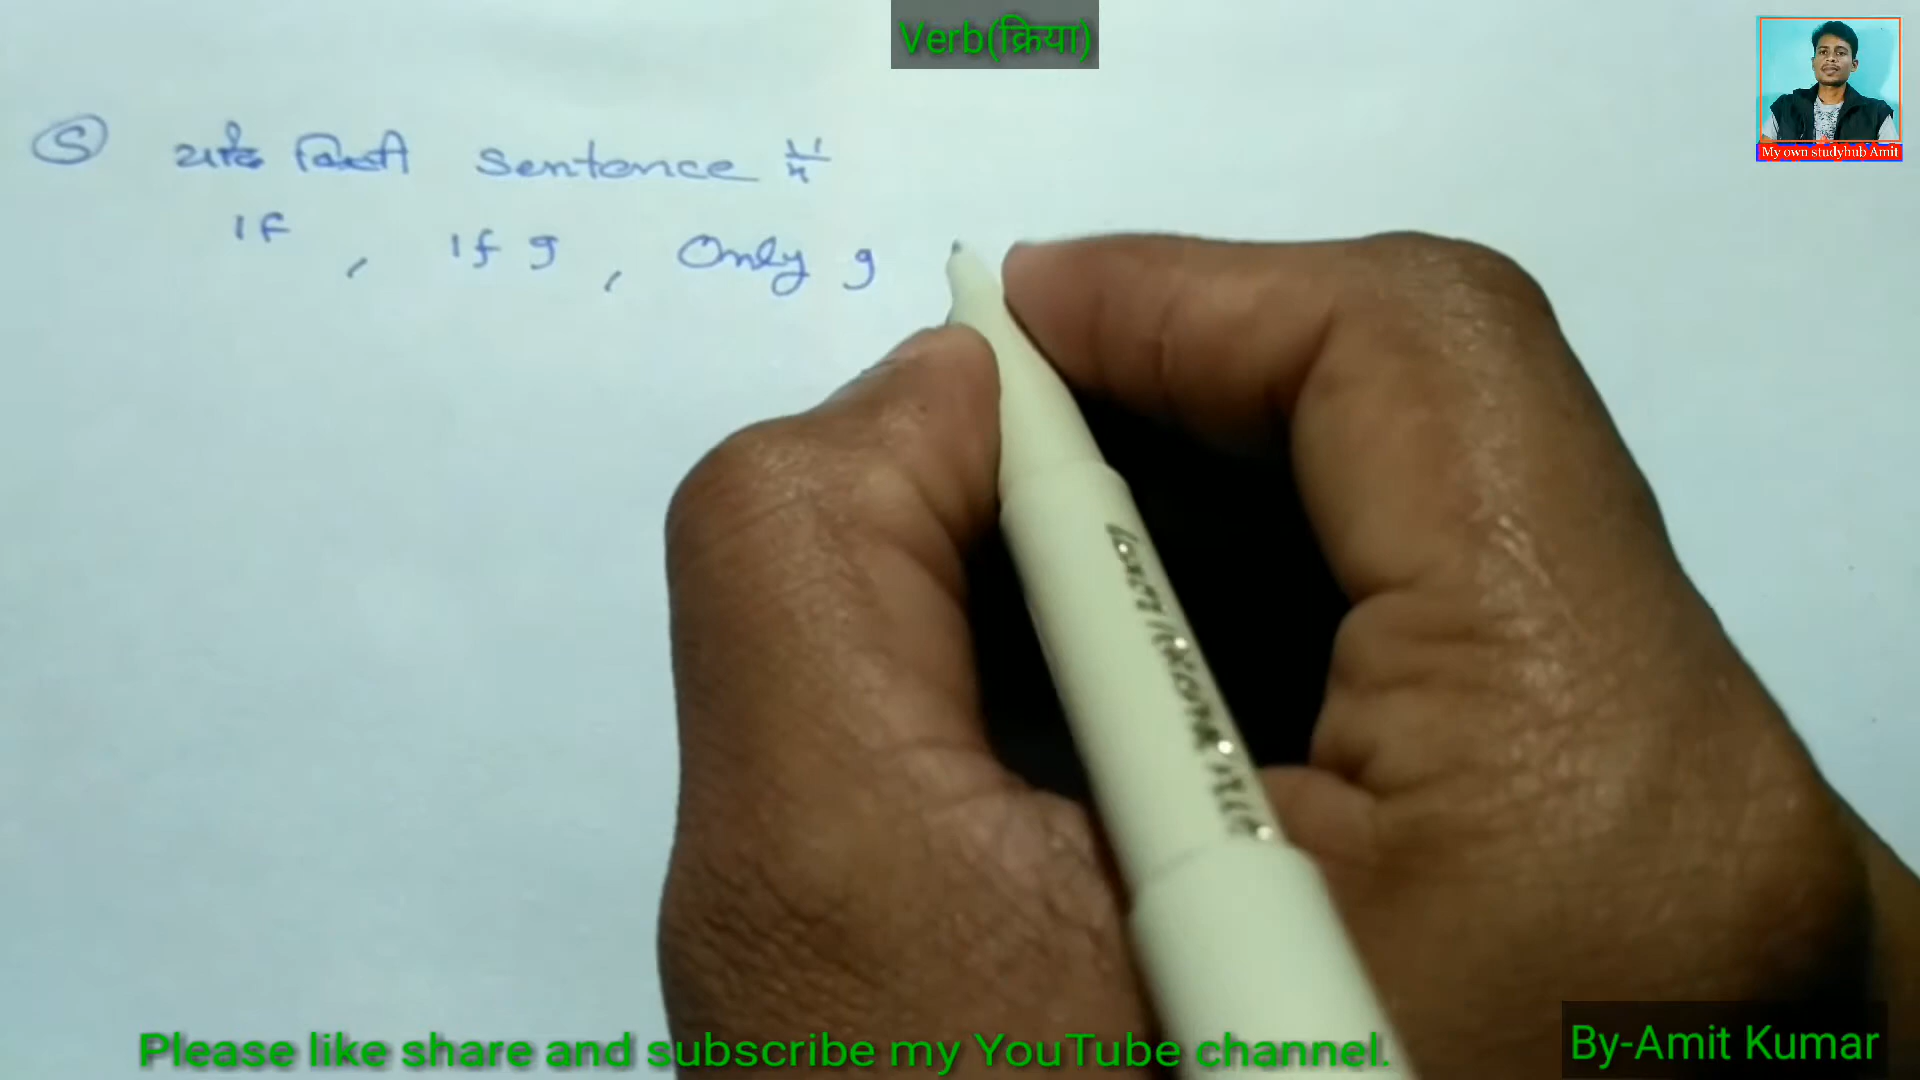 Verb(क्रिया)
My own studyhub Amit
(5) यदि किसी sentence में
If , If I , Only I
Please like share and subscribe my YouTube channel.
By-Amit Kumar